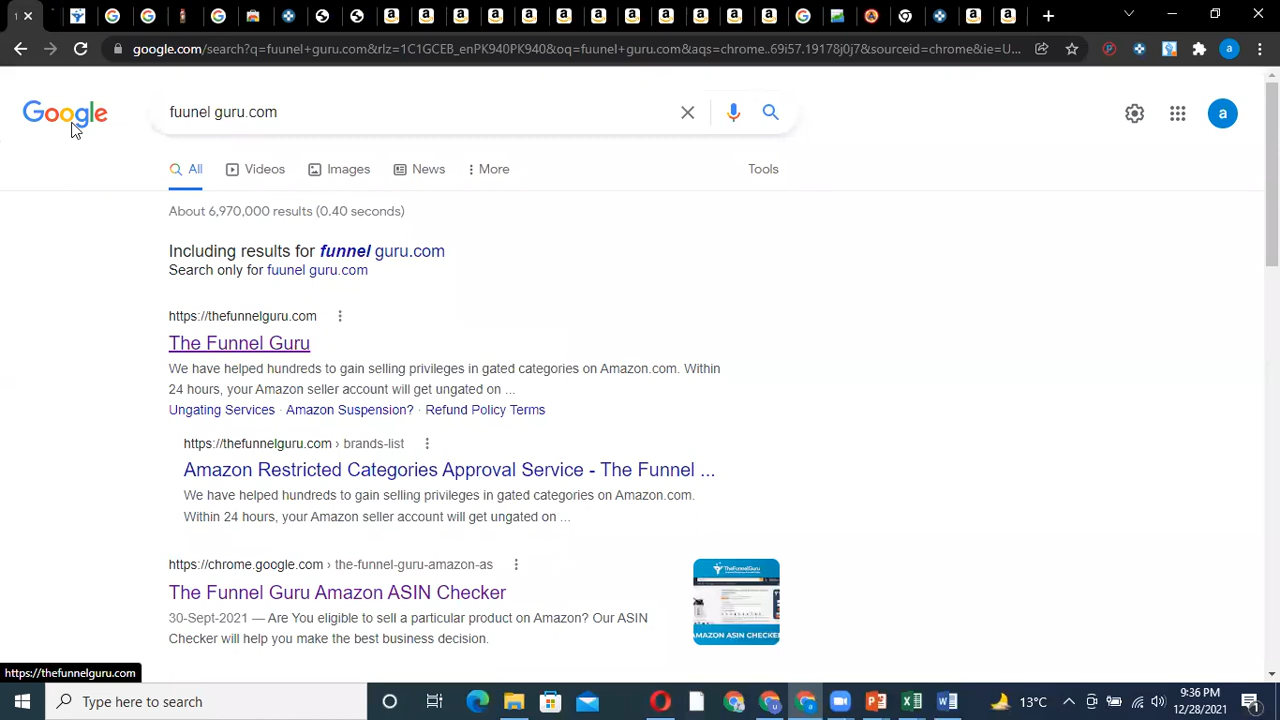 google.com/search?q=fuunel+guru.com&rlz=1C1GCEB_enPK940PK940&oq=fuunel+guru.com&aqs=chrome..69i57.19178j0j7&sourceid=chrome&ie=U...
a
Google
fuunel guru.com
a
All
Videos
Images
News
More
Tools
About 6,970,000 results (0.40 seconds)
Including results for funnel guru.com
Search only for fuunel guru.com
https://thefunnelguru.com
The Funnel Guru
We have helped hundreds to gain selling privileges in gated categories on Amazon.com. Within
24 hours, your Amazon seller account will get ungated on ...
Ungating Services · Amazon Suspension? · Refund Policy Terms
https://thefunnelguru.com › brands-list
Amazon Restricted Categories Approval Service - The Funnel ...
We have helped hundreds to gain selling privileges in gated categories on Amazon.com.
Within 24 hours, your Amazon seller account will get ungated on ...
https://chrome.google.com › the-funnel-guru-amazon-as
The Funnel Guru Amazon ASIN Checker
30-Sept-2021 — Are you eligible to sell a particular product on Amazon? Our ASIN
Checker will help you make the best business decision.
TheFunnelGuru
AMAZON ASIN CHECKER
https://thefunnelguru.com
Type here to search
13°C
9:36 PM
12/28/2021